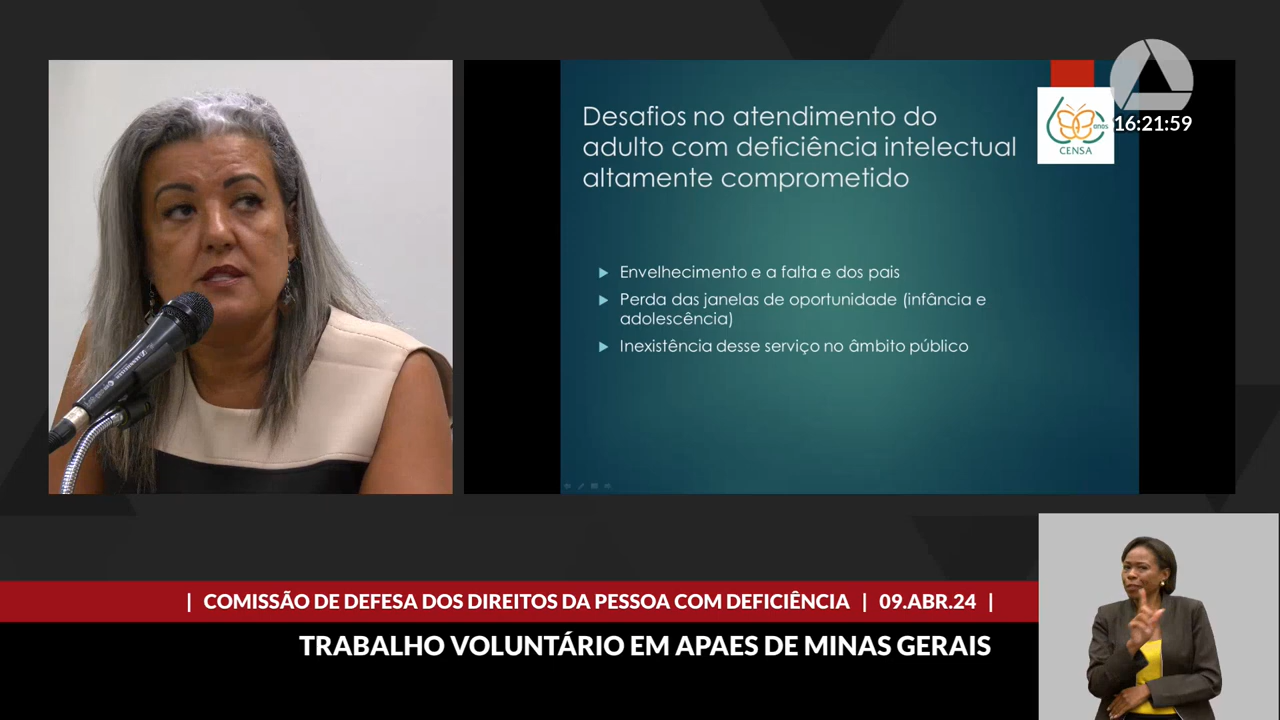 Desafios no atendimento do
adulto com deficiência intelectual
altamente comprometido
anos
CENSA
16:21:59
Envelhecimento e a falta e dos pais
Perda das janelas de oportunidade (infância e
adolescência)
Inexistência desse serviço no âmbito público
| COMISSÃO DE DEFESA DOS DIREITOS DA PESSOA COM DEFICIÊNCIA | 09.ABR.24 |
TRABALHO VOLUNTÁRIO EM APAES DE MINAS GERAIS